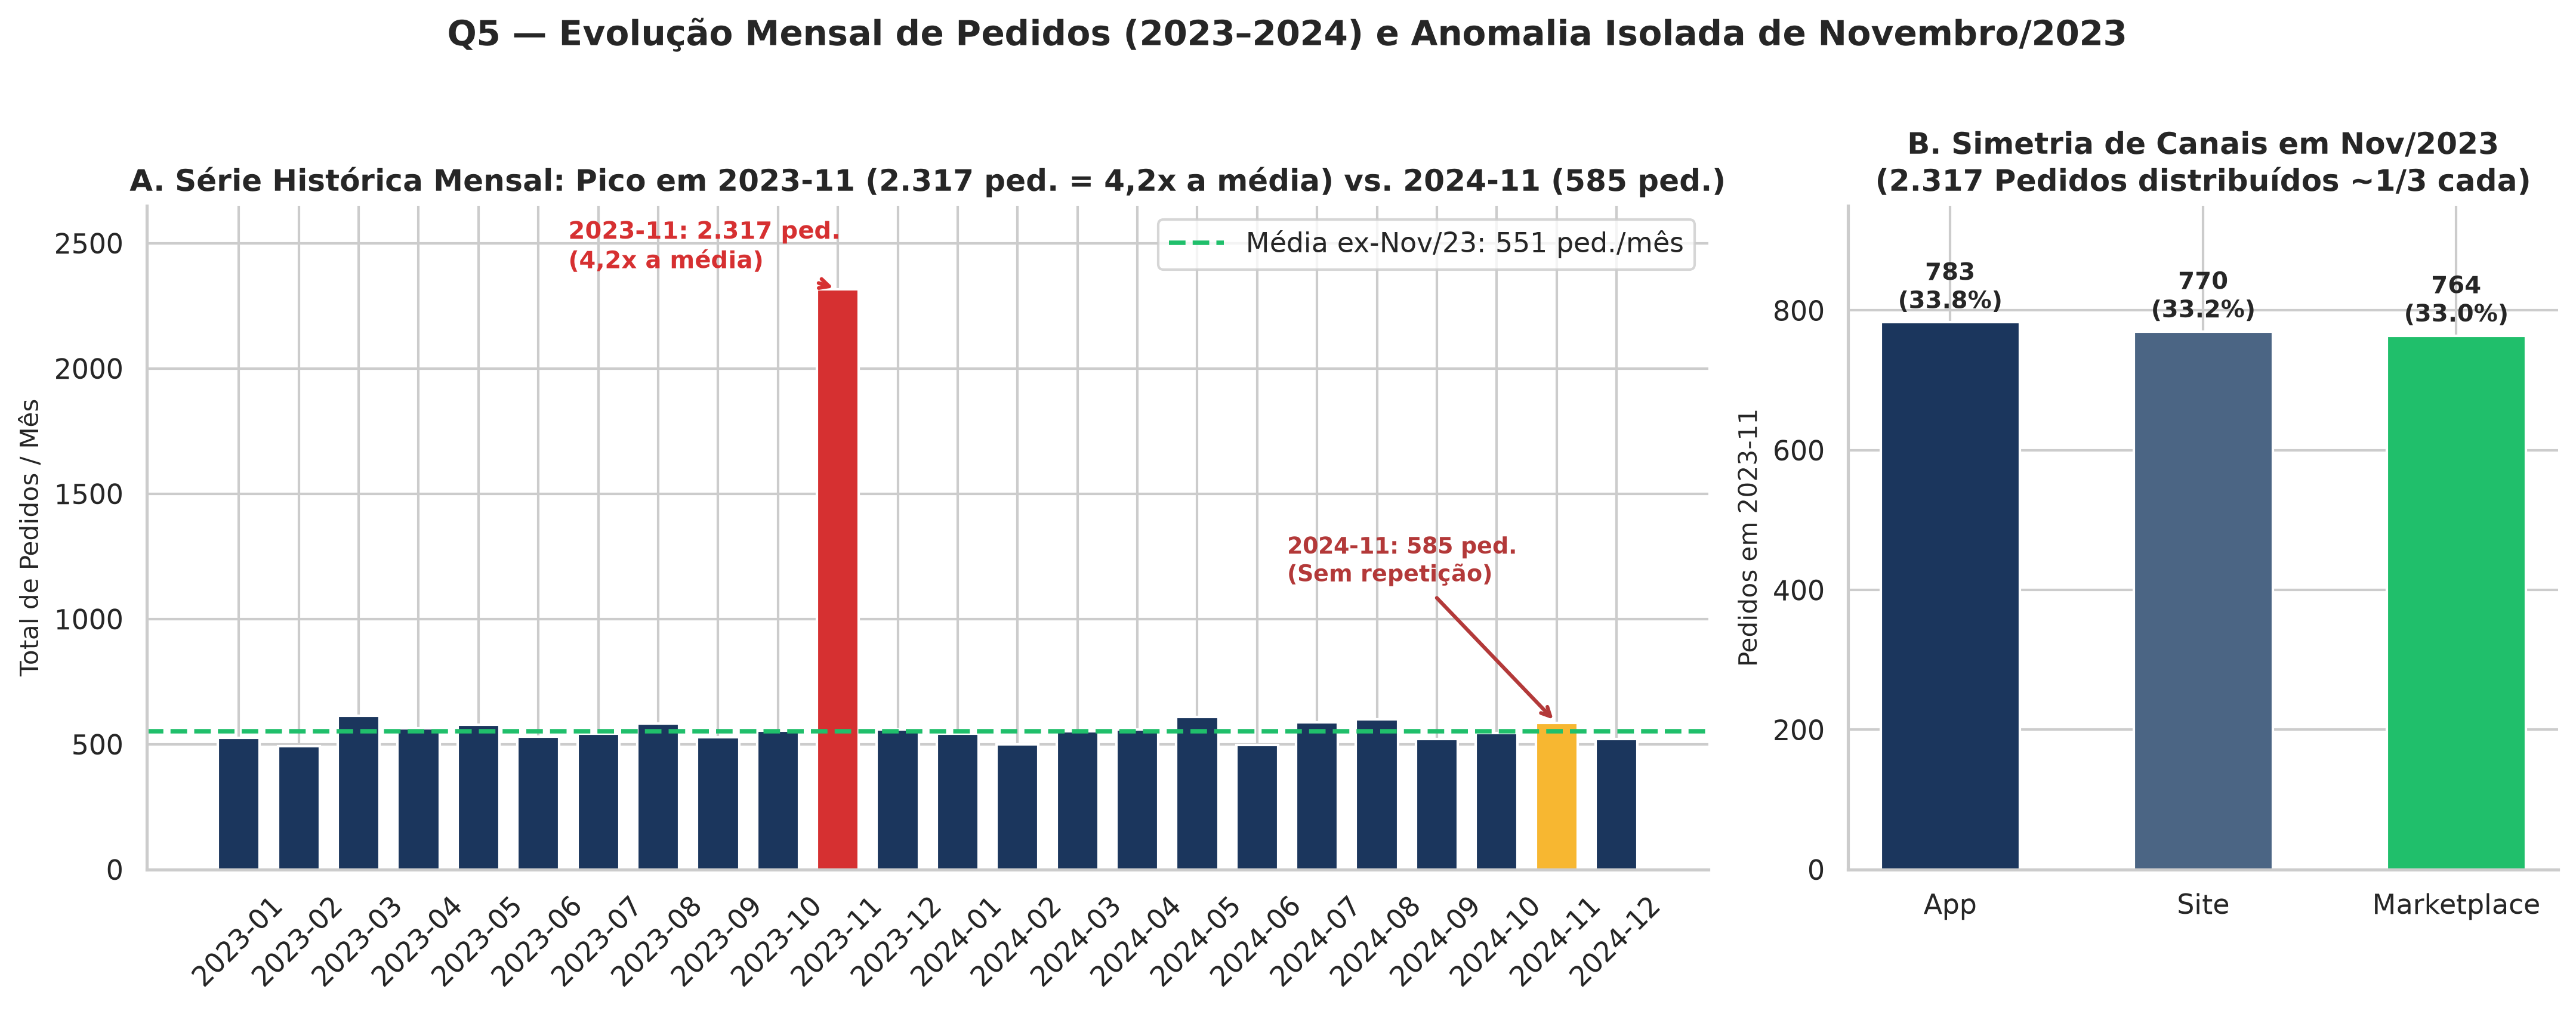 Q5 — Evolução Mensal de Pedidos (2023–2024) e Anomalia Isolada de Novembro/2023
A. Série Histórica Mensal: Pico em 2023-11 (2.317 ped. = 4,2x a média) vs. 2024-11 (585 ped.)
Total de Pedidos / Mês
2500
2000
1500
1000
500
0
2023-11: 2.317 ped.
(4,2x a média)
Média ex-Nov/23: 551 ped./mês
2024-11: 585 ped.
(Sem repetição)
2023-01
2023-02
2023-03
2023-04
2023-05
2023-06
2023-07
2023-08
2023-09
2023-10
2023-11
2023-12
2024-01
2024-02
2024-03
2024-04
2024-05
2024-06
2024-07
2024-08
2024-09
2024-10
2024-11
2024-12
B. Simetria de Canais em Nov/2023
(2.317 Pedidos distribuídos ~1/3 cada)
Pedidos em 2023-11
800
600
400
200
0
783
(33.8%)
770
(33.2%)
764
(33.0%)
App
Site
Marketplace